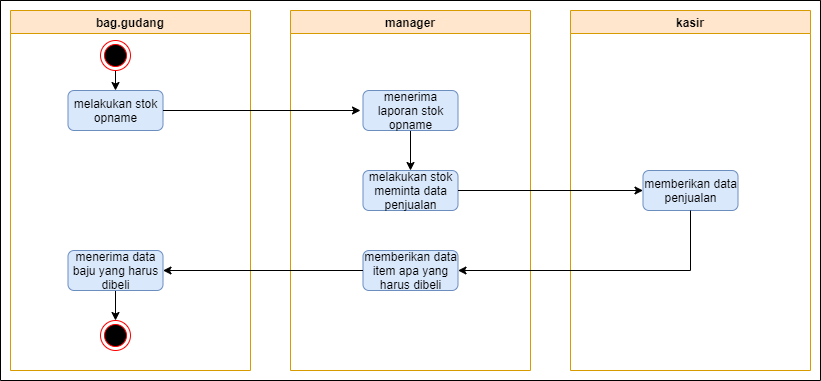 bag.gudang
manager
kasir
melakukan stok
opname
menerima
laporan stok
opname
melakukan stok
meminta data
penjualan
memberikan data
penjualan
memberikan data
item apa yang
harus dibeli
menerima data
baju yang harus
dibeli